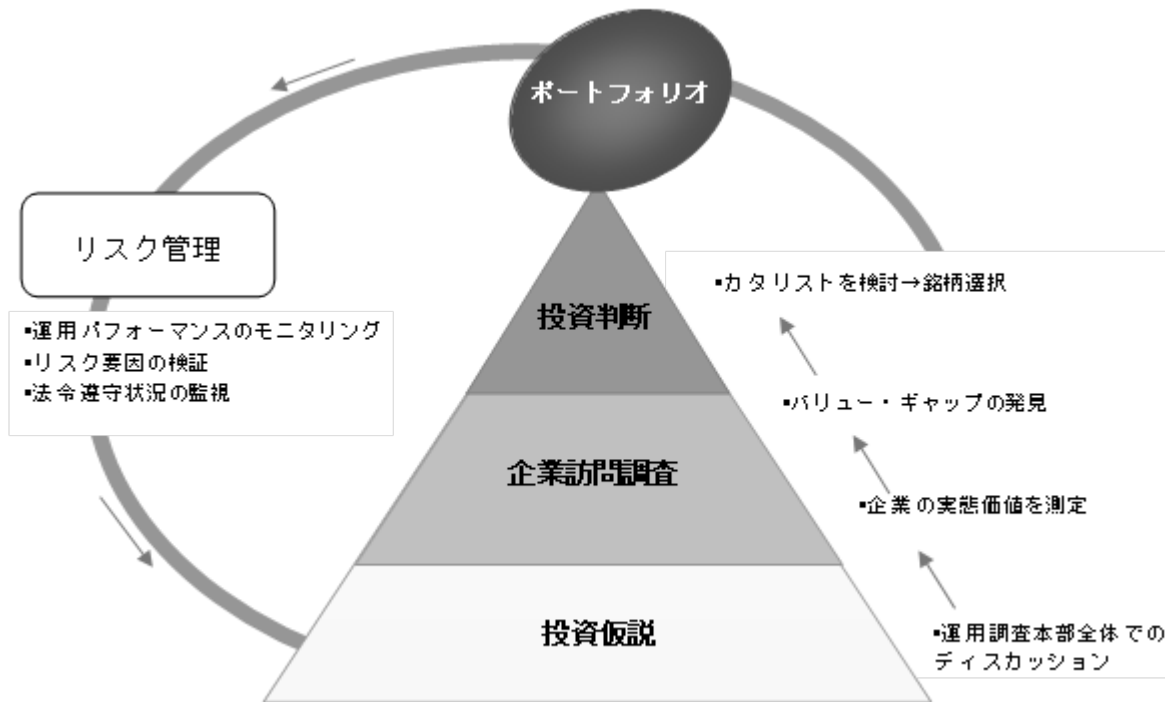 ポートフォリオ
リスク管理
▪運用パフォーマンスのモニタリング
▪リスク要因の検証
▪法令遵守状況の監視
投資判断
企業訪問調査
投資仮説
▪カタリストを検討→銘柄選択
▪バリュー・ギャップの発見
▪企業の実態価値を測定
▪運用調査本部全体での
ディスカッション